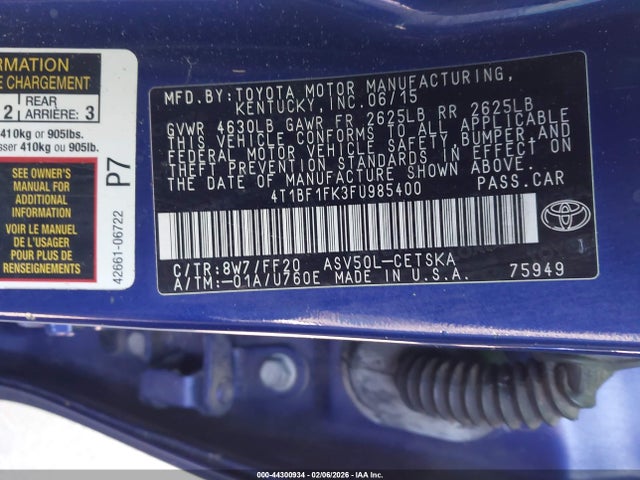 ORMATION
E CHARGEMENT
2 REAR ARRIÈRE: 3
410kg or 905lbs.
sser 410kg ou 905lb.
SEE OWNER'S
MANUAL FOR
ADDITIONAL
INFORMATION
VOIR LE MANUEL
DE L'USAGER
POUR PLUS DE
RENSEIGNEMENTS
P7
42661-06722
MFD.BY: TOYOTA MOTOR MANUFACTURING,
KENTUCKY, INC. 06/15
GVWR 4630LB GAWR FR 2625LB RR 2625LB
THIS VEHICLE CONFORMS TO ALL APPLICABLE
FEDERAL MOTOR VEHICLE SAFETY, BUMPER, AND
THEFT PREVENTION STANDARDS IN EFFECT ON
THE DATE OF MANUFACTURE SHOWN ABOVE.
4T1BF1FK3FU985400 PASS.CAR
C/TR: 8W7/FF20 ASV50L-CETSKA
A/TM: -01A/U760E MADE IN U.S.A.
75949
TOYOTA
000-44300934 - 02/06/2026 - IAA Inc.